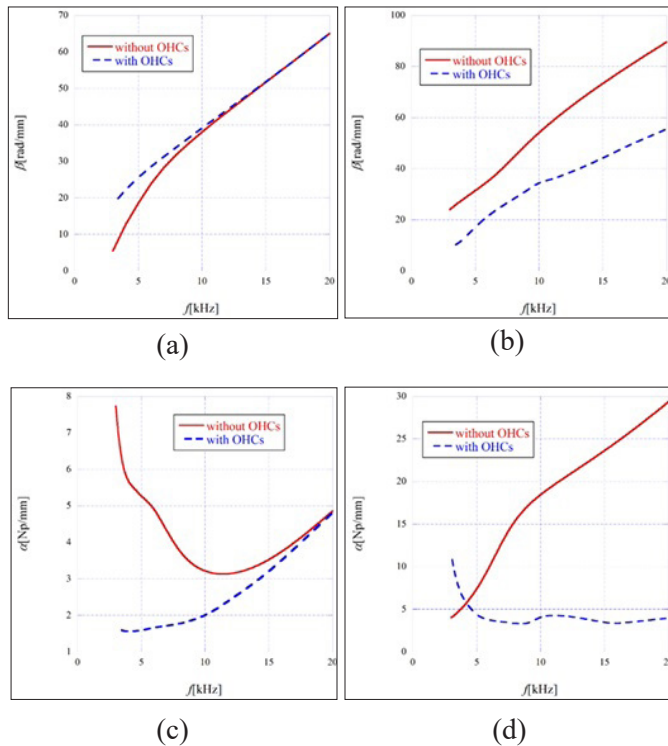 70
60
50
40
30
20
10
0
β[rad/mm]
without OHCs
with OHCs
0 5 10 15 20
f[kHz]
(a)
100
80
60
40
20
0
β[rad/mm]
without OHCs
with OHCs
0 5 10 15 20
f[kHz]
(b)
8
7
6
5
4
3
2
1
α[Np/mm]
without OHCs
with OHCs
0 5 10 15 20
f[kHz]
(c)
30
25
20
15
10
5
0
α[Np/mm]
without OHCs
with OHCs
0 5 10 15 20
f[kHz]
(d)